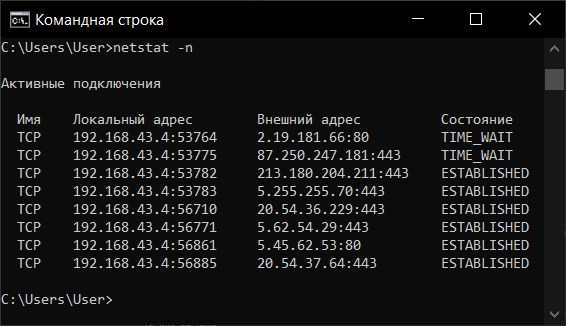 Командная строка
C:\Users\User>netstat -n
Активные подключения
Имя Локальный адрес Внешний адрес Состояние
TCP 192.168.43.4:53764 2.19.181.66:80 TIME_WAIT
TCP 192.168.43.4:53775 87.250.247.181:443 TIME_WAIT
TCP 192.168.43.4:53782 213.180.204.211:443 ESTABLISHED
TCP 192.168.43.4:53783 5.255.255.70:443 ESTABLISHED
TCP 192.168.43.4:56710 20.54.36.229:443 ESTABLISHED
TCP 192.168.43.4:56771 5.62.54.29:443 ESTABLISHED
TCP 192.168.43.4:56861 5.45.62.53:80 ESTABLISHED
TCP 192.168.43.4:56885 20.54.37.64:443 ESTABLISHED
C:\Users\User>